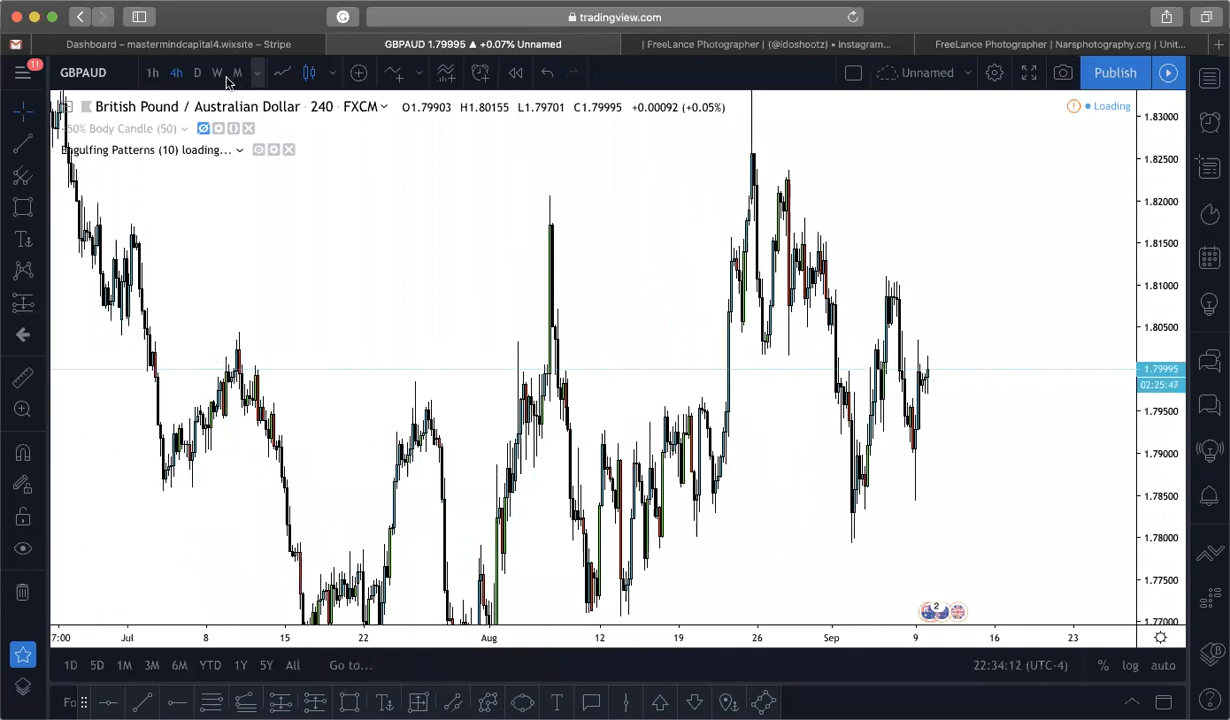 tradingview.com
Dashboard – mastermindcapital4.wixsite – Stripe
GBPAUD 1.79995 ▲ +0.07% Unnamed
| FreeLance Photographer | (@idoshootz) • Instagram...
FreeLance Photographer | Narsphotography.org | Unit...
11
GBPAUD
1h 4h D W M
Unnamed
Publish
British Pound / Australian Dollar · 240 · FXCM
O1.79903 H1.80155 L1.79701 C1.79995 +0.00092 (+0.05%)
Loading
50% Body Candle (50)
Engulfing Patterns (10) loading...
1.83000
1.82500
1.82000
1.81500
1.81000
1.80500
1.79995
02:25:47
1.79500
1.79000
1.78500
1.78000
1.77500
1.77000
2
7:00 Jul 8 15 22 Aug 12 19 26 Sep 9 16 23
1D 5D 1M 3M 6M YTD 1Y 5Y All Go to...
22:34:12 (UTC-4) % log auto
Fo